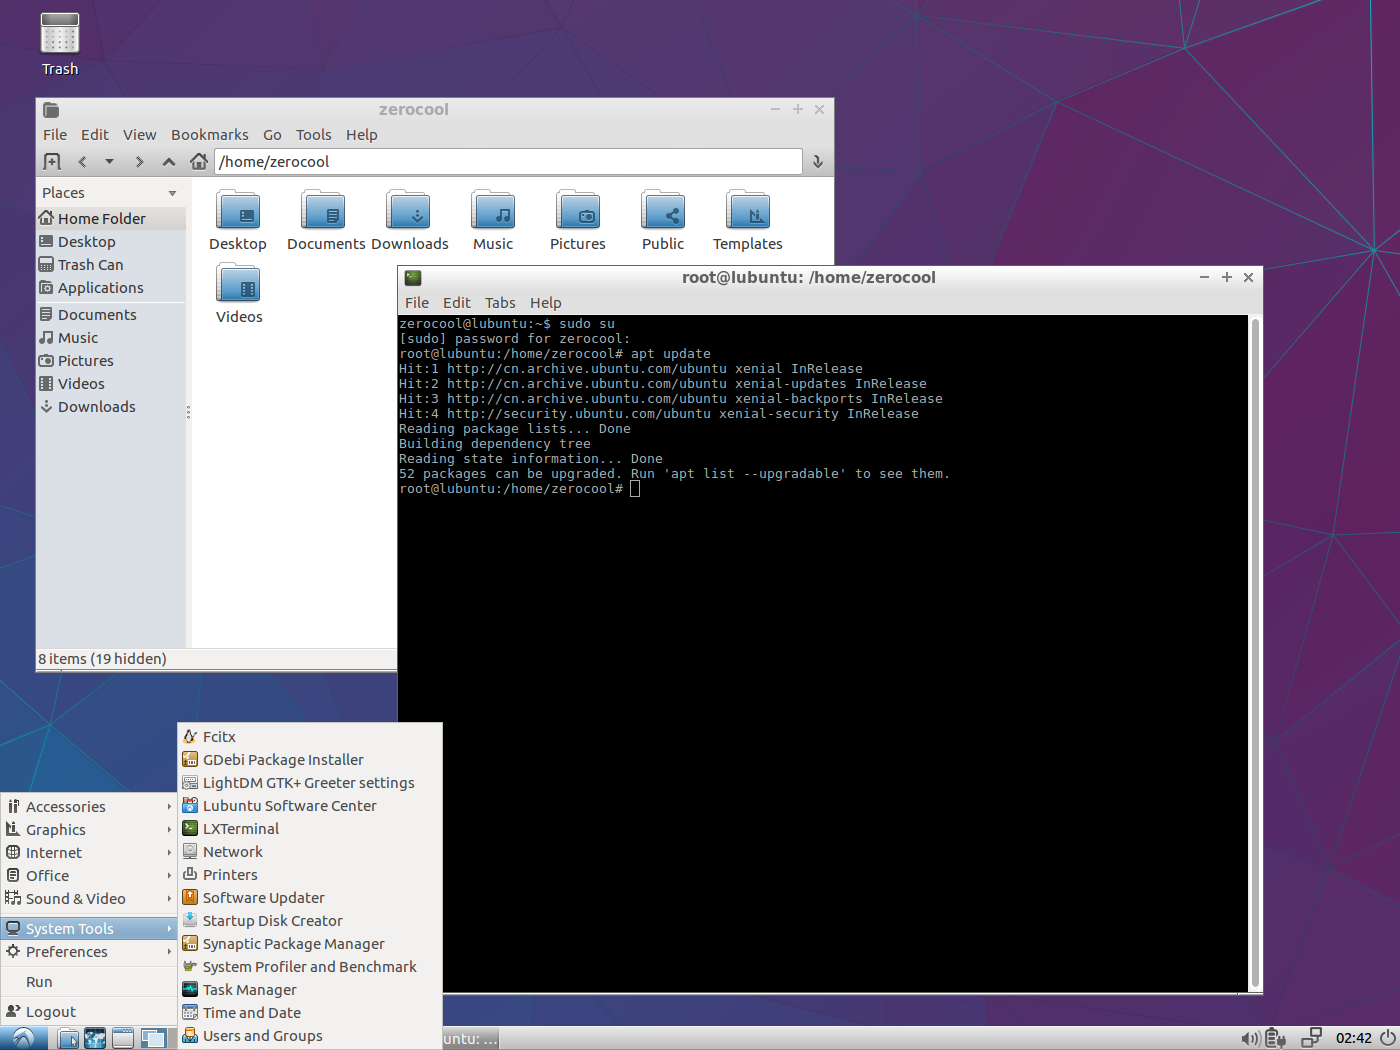 Trash
zerocool
File Edit View Bookmarks Go Tools Help
/home/zerocool
Places
Home Folder
Desktop
Trash Can
Applications
Documents
Music
Pictures
Videos
Downloads
Desktop Documents Downloads Music Pictures Public Templates
Videos
8 items (19 hidden)
root@lubuntu: /home/zerocool
File Edit Tabs Help
zerocool@lubuntu:~$ sudo su
[sudo] password for zerocool:
root@lubuntu:/home/zerocool# apt update
Hit:1 http://cn.archive.ubuntu.com/ubuntu xenial InRelease
Hit:2 http://cn.archive.ubuntu.com/ubuntu xenial-updates InRelease
Hit:3 http://cn.archive.ubuntu.com/ubuntu xenial-backports InRelease
Hit:4 http://security.ubuntu.com/ubuntu xenial-security InRelease
Reading package lists... Done
Building dependency tree
Reading state information... Done
52 packages can be upgraded. Run 'apt list --upgradable' to see them.
root@lubuntu:/home/zerocool#
Accessories
Graphics
Internet
Office
Sound & Video
System Tools
Preferences
Run
Logout
Fcitx
GDebi Package Installer
LightDM GTK+ Greeter settings
Lubuntu Software Center
LXTerminal
Network
Printers
Software Updater
Startup Disk Creator
Synaptic Package Manager
System Profiler and Benchmark
Task Manager
Time and Date
Users and Groups
untu: ...
02:42